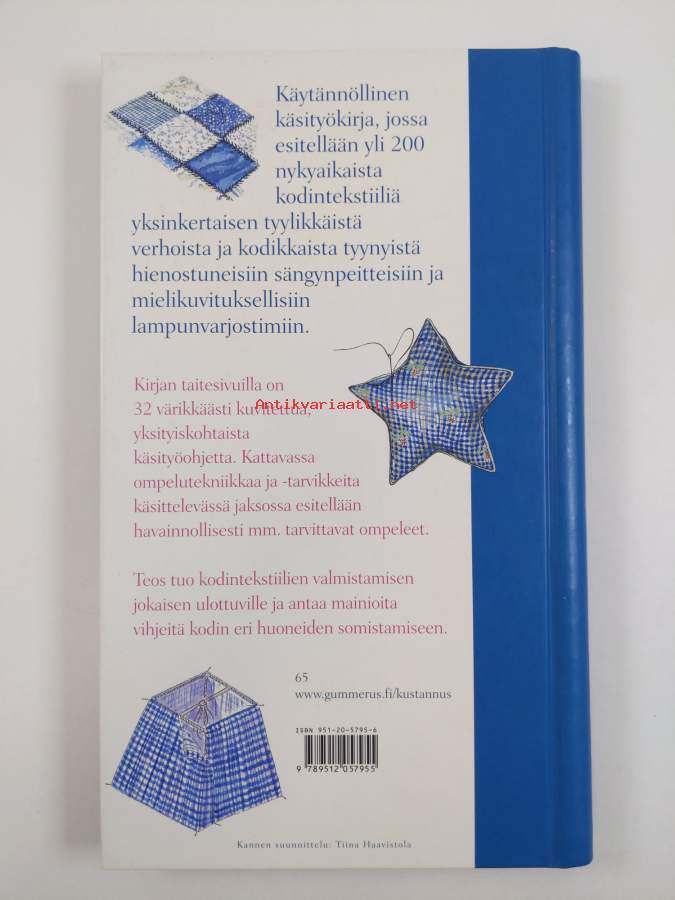 Käytännöllinen
käsityökirja, jossa
esitellään yli 200
nykyaikaista
kodintekstiiliä
yksinkertaisen tyylikkäistä
verhoista ja kodikkaista tyynyistä
hienostuneisiin sängynpeitteisiin ja
mielikuvituksellisiin
lampunvarjostimiin.
Kirjan taitesivuilla on
32 värikkäästi kuvitettua,
Antikvariaatti.net
yksityiskohtaista
käsityöohjetta. Kattavassa
ompelutekniikkaa ja -tarvikkeita
käsittelevässä jaksossa esitellään
havainnollisesti mm. tarvittavat ompeleet.
Teos tuo kodintekstiilien valmistamisen
jokaisen ulottuville ja antaa mainioita
vihjeitä kodin eri huoneiden somistamiseen.
65
www.gummerus.fi/kustannus
ISBN 951-20-5795-6
9 789512 057955
Kannen suunnittelu: Tiina Haavistola